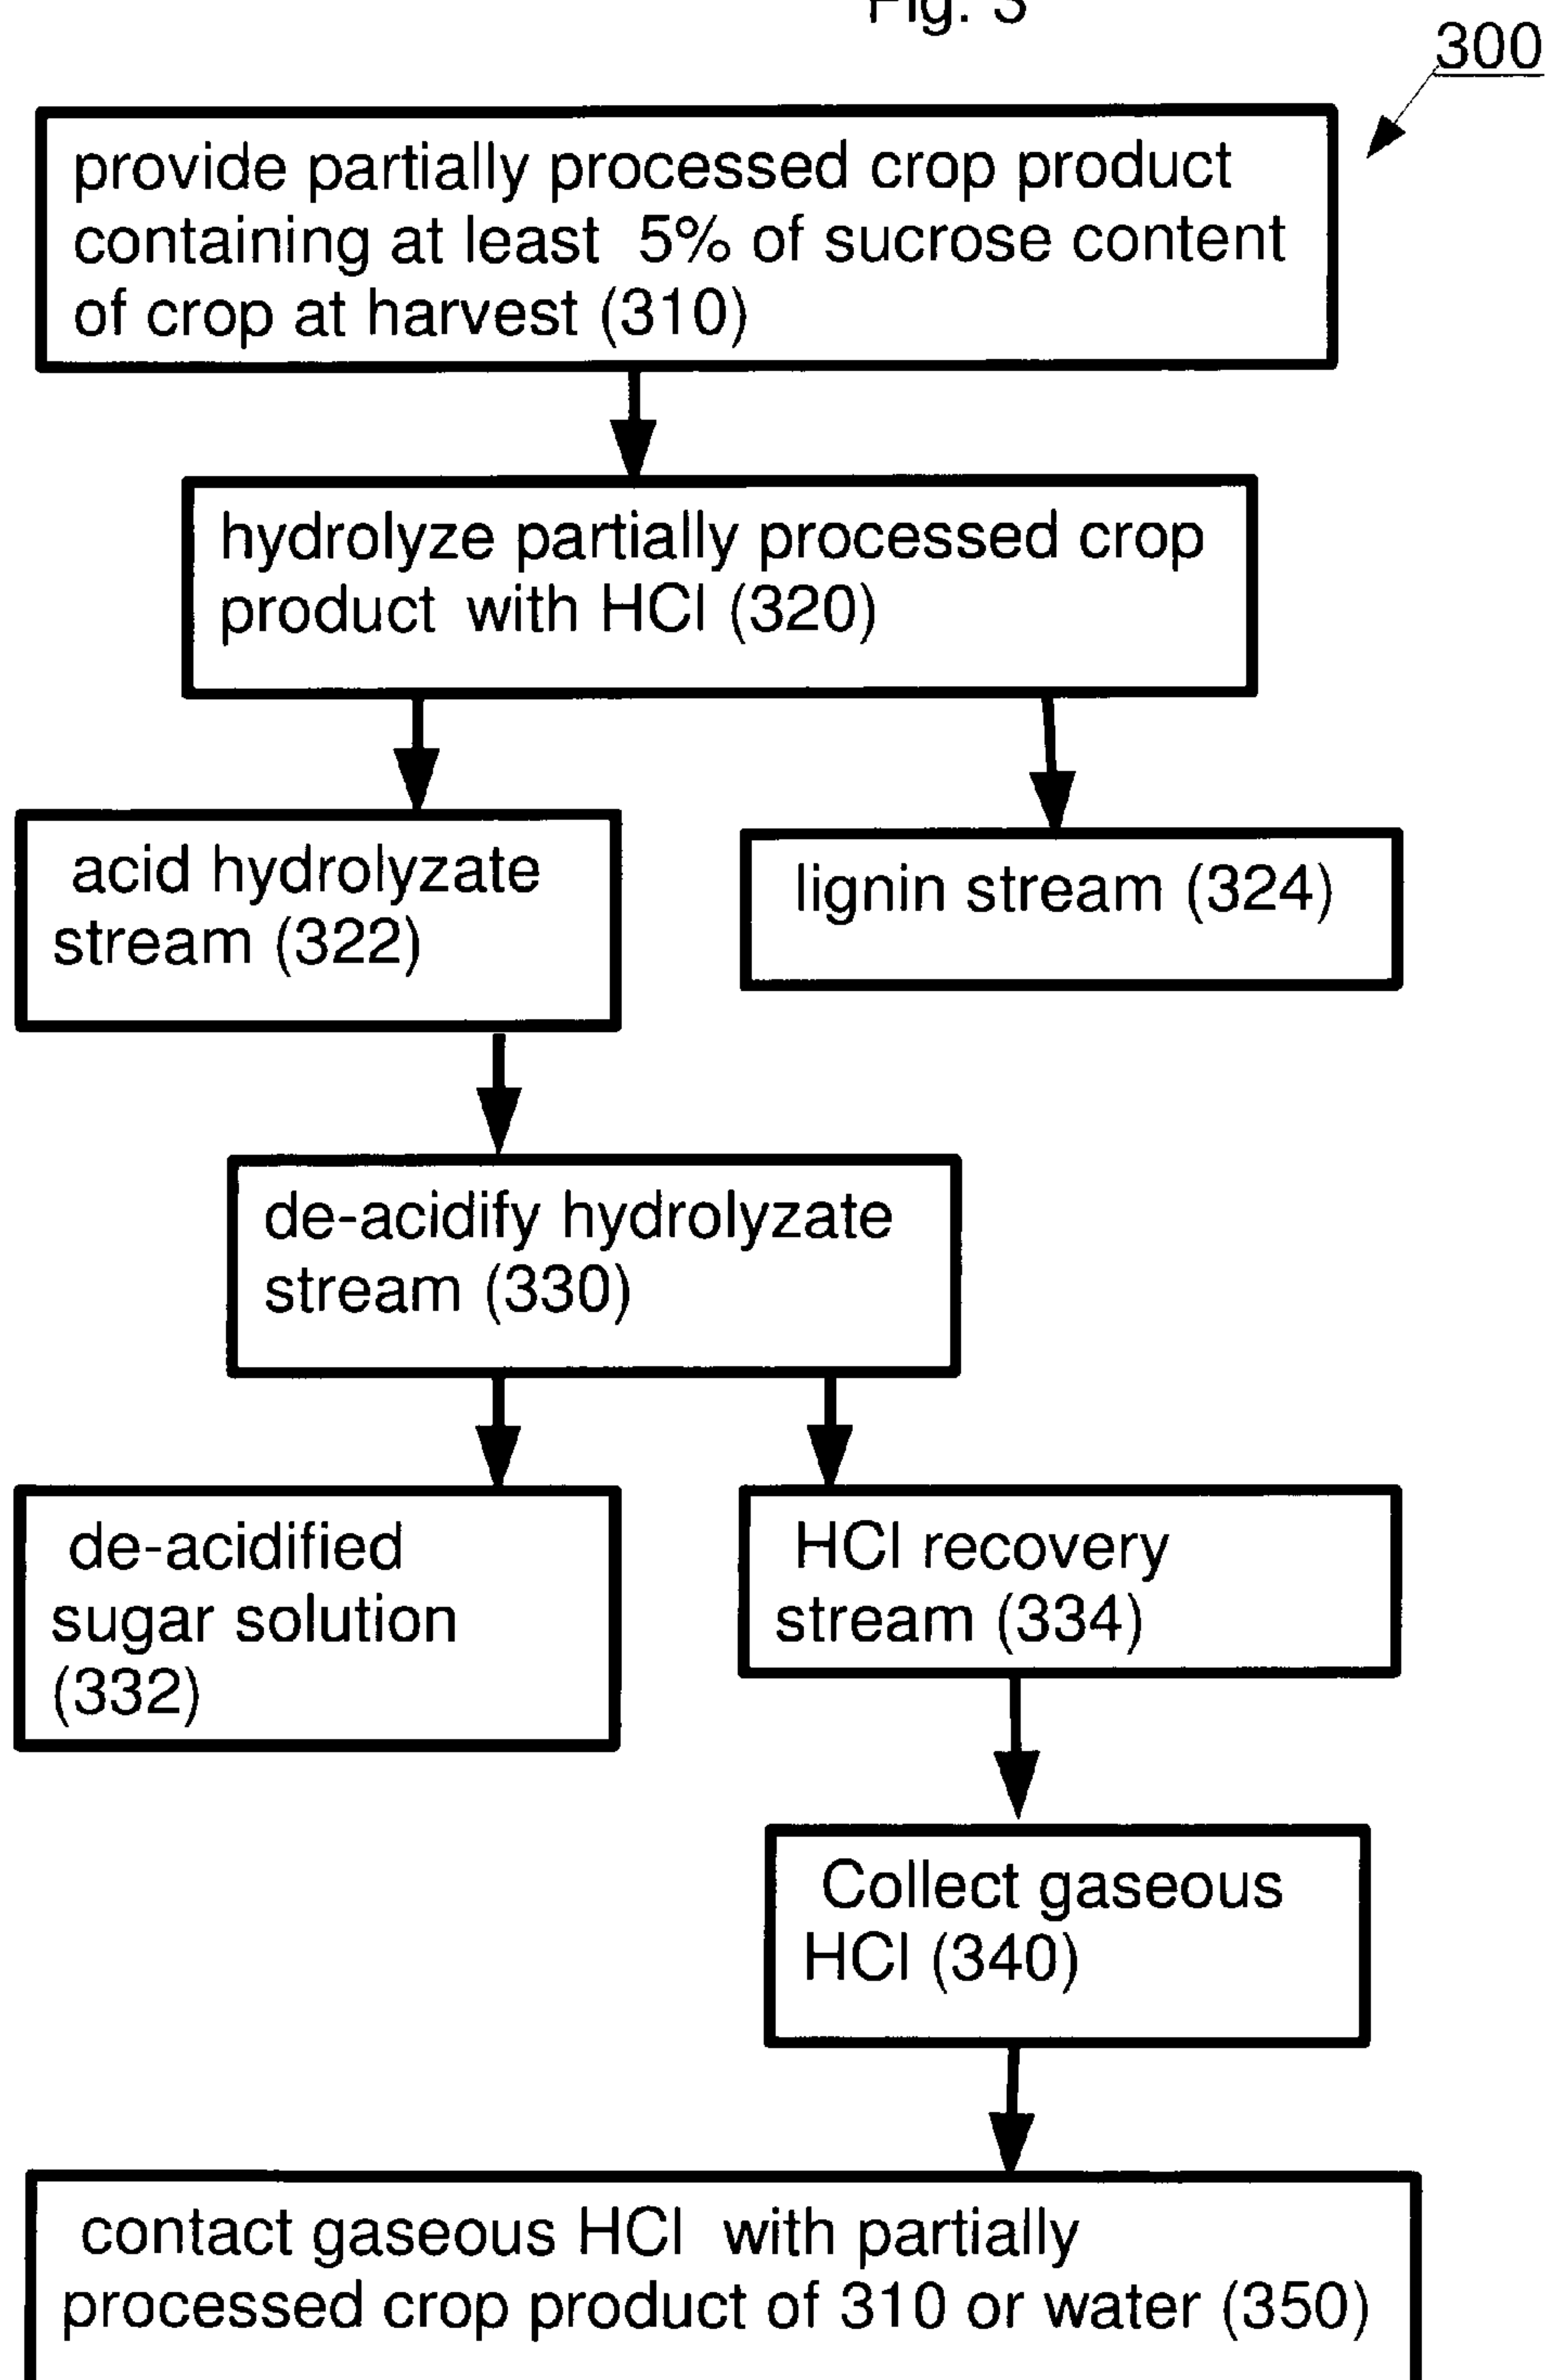 Fig. 3
300
provide partially processed crop product
containing at least 5% of sucrose content
of crop at harvest (310)
hydrolyze partially processed crop
product with HCl (320)
acid hydrolyzate
stream (322)
lignin stream (324)
de-acidify hydrolyzate
stream (330)
de-acidified
sugar solution
(332)
HCl recovery
stream (334)
Collect gaseous
HCl (340)
contact gaseous HCl with partially
processed crop product of 310 or water (350)